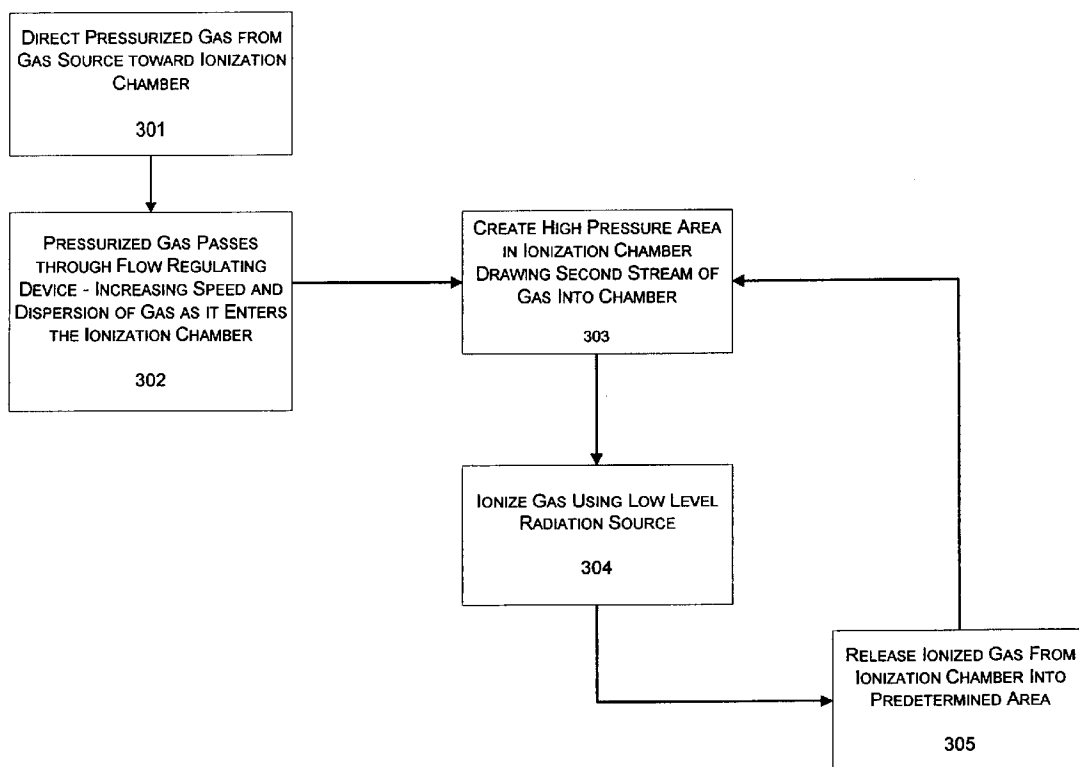 DIRECT PRESSURIZED GAS FROM
GAS SOURCE TOWARD IONIZATION
CHAMBER
301
PRESSURIZED GAS PASSES
THROUGH FLOW REGULATING
DEVICE - INCREASING SPEED AND
DISPERSION OF GAS AS IT ENTERS
THE IONIZATION CHAMBER
302
CREATE HIGH PRESSURE AREA
IN IONIZATION CHAMBER
DRAWING SECOND STREAM OF
GAS INTO CHAMBER
303
IONIZE GAS USING LOW LEVEL
RADIATION SOURCE
304
RELEASE IONIZED GAS FROM
IONIZATION CHAMBER INTO
PREDETERMINED AREA
305